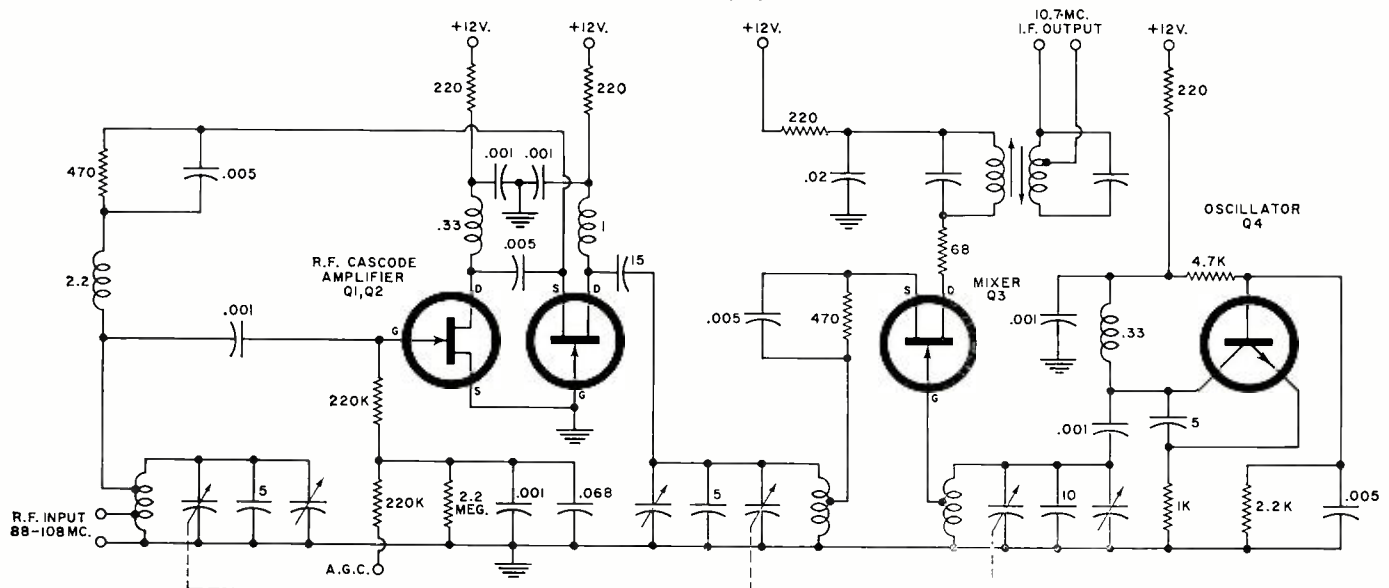 +12V.
+12V.
+12V.
10.7-MC.
I.F. OUTPUT
+12V.
220
220
220
220
470
.005
.001
.001
.02
.33
.005
1
15
68
OSCILLATOR
Q4
4.7K
2.2
R.F. CASCODE
AMPLIFIER
Q1,Q2
D
S
D
S
D
MIXER
Q3
.001
G
.005
470
.001
.33
S
G
G
220K
.001
5
R.F. INPUT
88-108 MC.
5
220K
2.2
MEG.
.001
.068
5
10
1K
2.2K
.005
A.G.C.